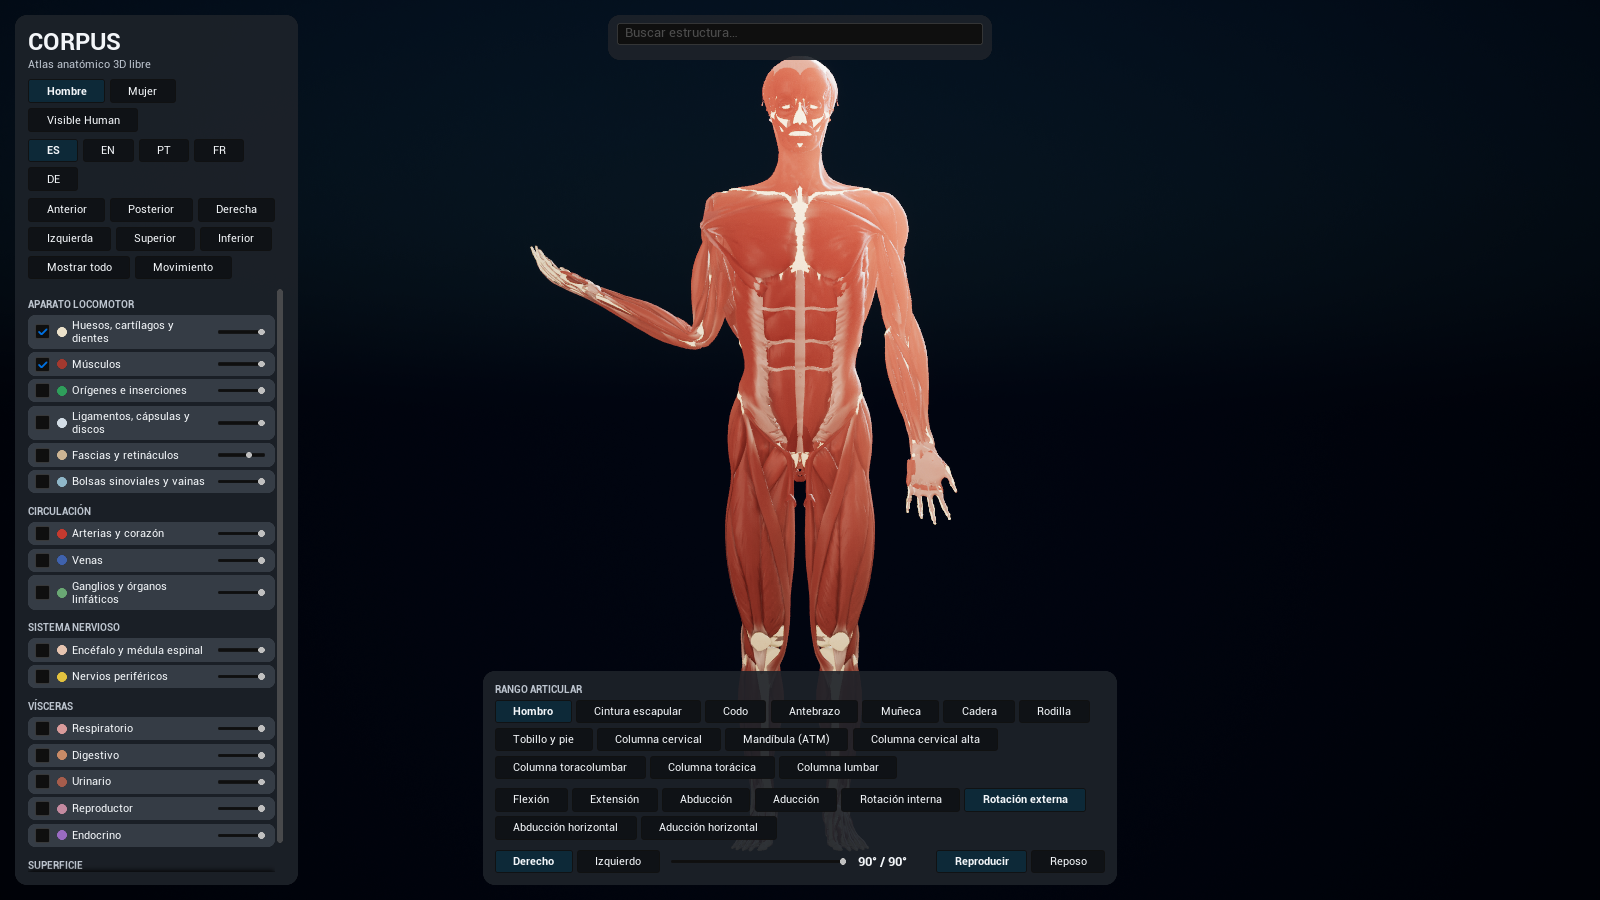 CORPUS
Atlas anatómico 3D libre
Hombre Mujer
Visible Human
ES EN PT FR
DE
Anterior Posterior Derecha
Izquierda Superior Inferior
Mostrar todo Movimiento
APARATO LOCOMOTOR
Huesos, cartílagos y
dientes
Músculos
Orígenes e inserciones
Ligamentos, cápsulas y
discos
Fascias y retináculos
Bolsas sinoviales y vainas
CIRCULACIÓN
Arterias y corazón
Venas
Ganglios y órganos
linfáticos
SISTEMA NERVIOSO
Encéfalo y médula espinal
Nervios periféricos
VÍSCERAS
Respiratorio
Digestivo
Urinario
Reproductor
Endocrino
SUPERFICIE
Buscar estructura...
RANGO ARTICULAR
Hombro Cintura escapular Codo Antebrazo Muñeca Cadera Rodilla
Tobillo y pie Columna cervical Mandíbula (ATM) Columna cervical alta
Columna toracolumbar Columna torácica Columna lumbar
Flexión Extensión Abducción Aducción Rotación interna Rotación externa
Abducción horizontal Aducción horizontal
Derecho Izquierdo 90° / 90° Reproducir Reposo